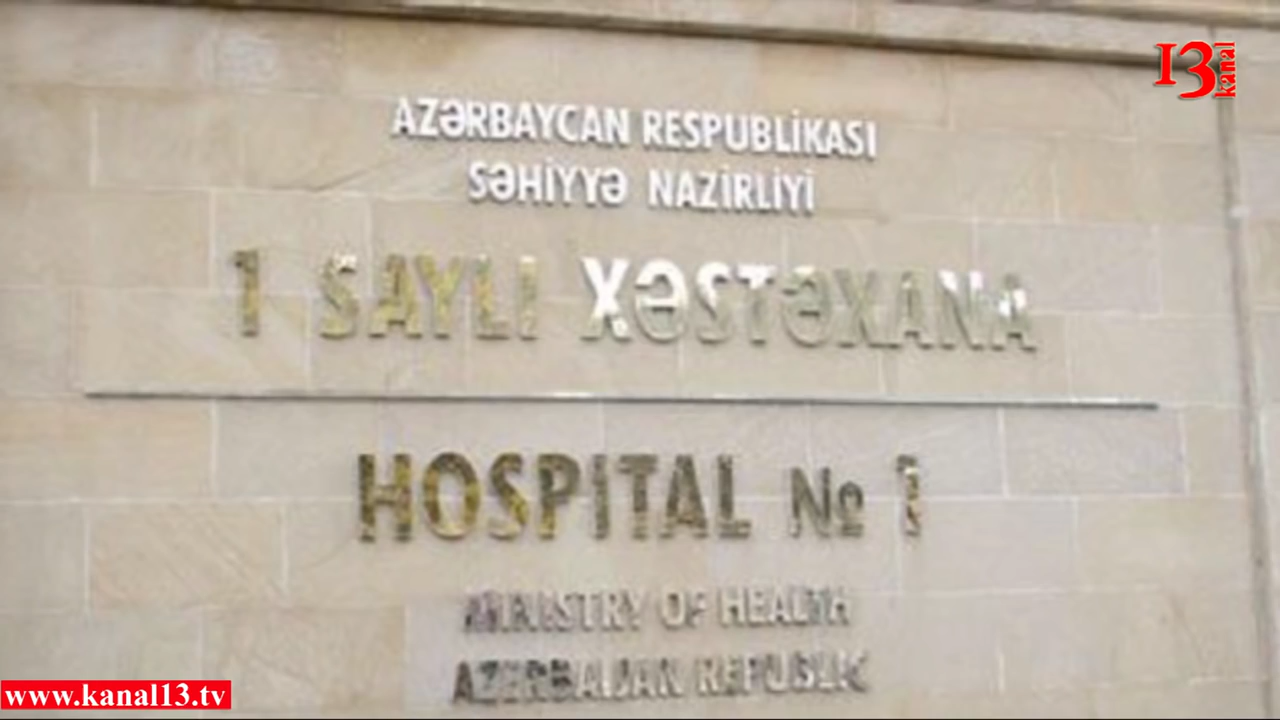 13 kanal
AZƏRBAYCAN RESPUBLİKASI
SƏHİYYƏ NAZİRLİYİ
1 SAYLI XƏSTƏXANA
HOSPITAL № 1
MINISTRY OF HEALTH
AZERBAIJAN REPUBLIC
www.kanal13.tv